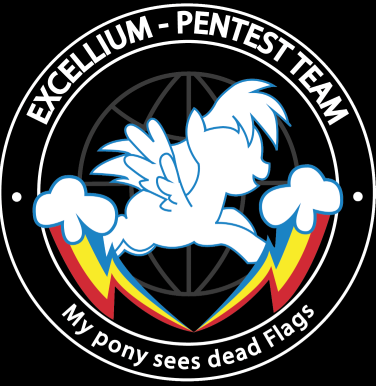 EXCELLIUM - PENTEST TEAM
My pony sees dead Flags